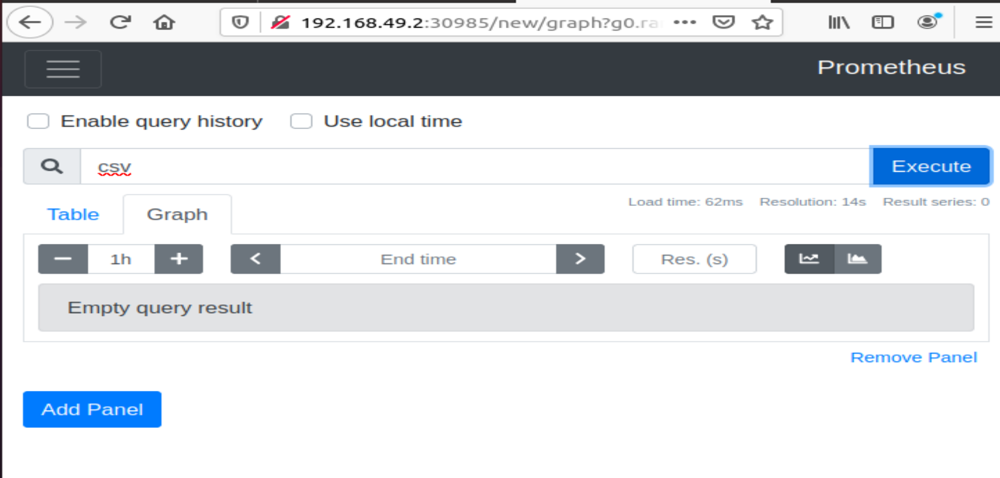 192.168.49.2:30985/new/graph?g0.ra
Prometheus
Enable query history Use local time
csv Execute
Load time: 62ms Resolution: 14s Result series: 0
Table Graph
1h End time Res. (s)
Empty query result
Remove Panel
Add Panel